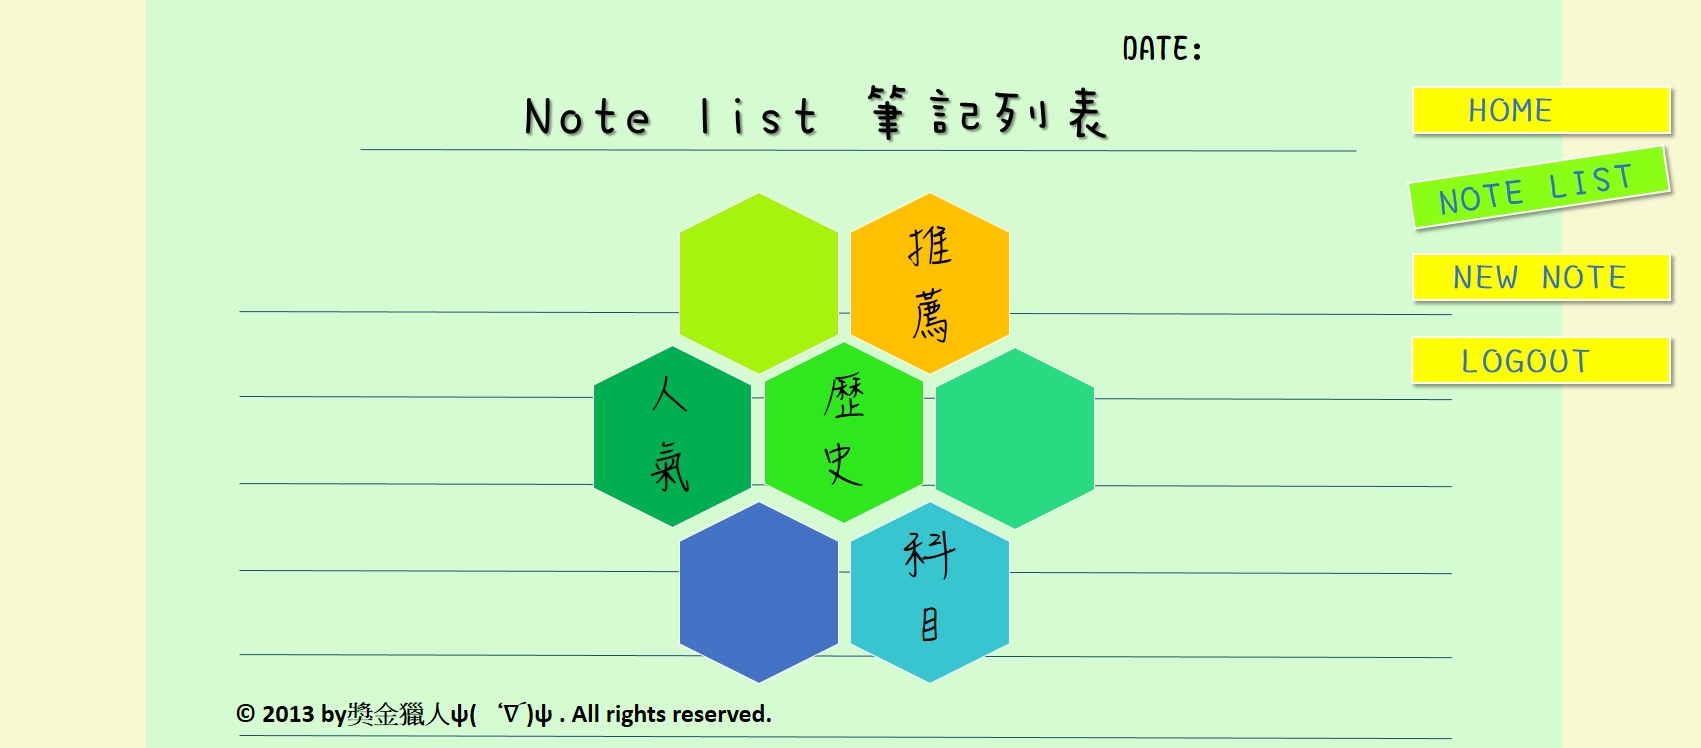 DATE:
Note list 筆記列表
HOME
NOTE LIST
NEW NOTE
LOGOUT
推薦
人氣
歷史
科目
© 2013 by獎金獵人ψ( ‘∇´)ψ . All rights reserved.